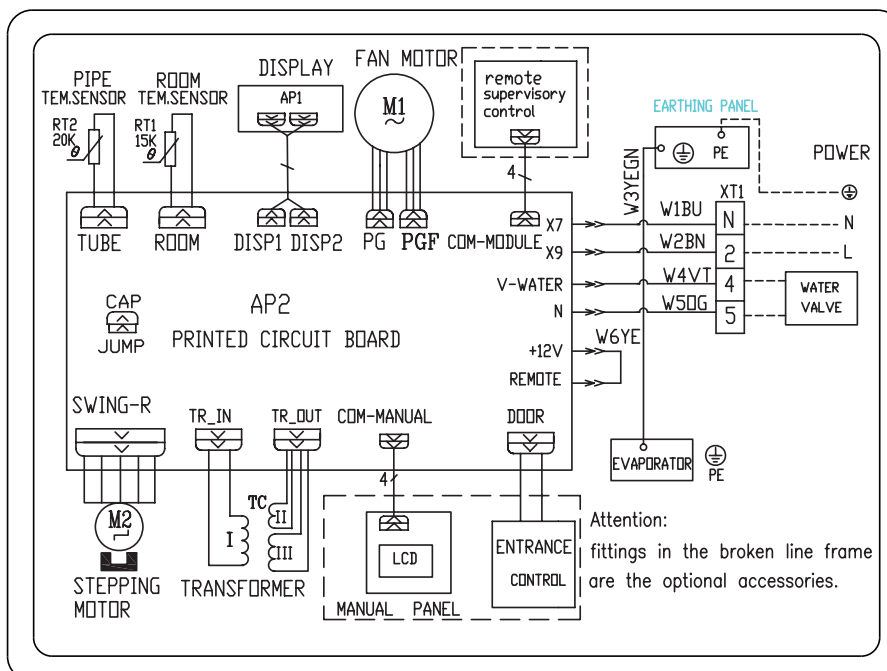 PIPE
TEM.SENSOR
ROOM
TEM.SENSOR
DISPLAY
FAN MOTOR
RT2
20K
θ
RT1
15K
θ
AP1
M1
~
remote
supervisory
control
4
EARTHING PANEL
PE
POWER
W3YEGN
XT1
TUBE
ROOM
DISP1
DISP2
PG
PGF
COM-MODULE
X7
W1BU
N
N
X9
W2BN
2
L
V-WATER
W4VT
4
WATER
VALVE
N
W5OG
5
CAP
JUMP
AP2
PRINTED CIRCUIT BOARD
+12V
W6YE
REMOTE
SWING-R
TR_IN
TR_OUT
COM-MANUAL
DOOR
EVAPORATOR
PE
4
M2
I
TC
II
III
STEPPING
MOTOR
TRANSFORMER
LCD
MANUAL PANEL
ENTRANCE
CONTROL
Attention:
fittings in the broken line frame
are the optional accessories.